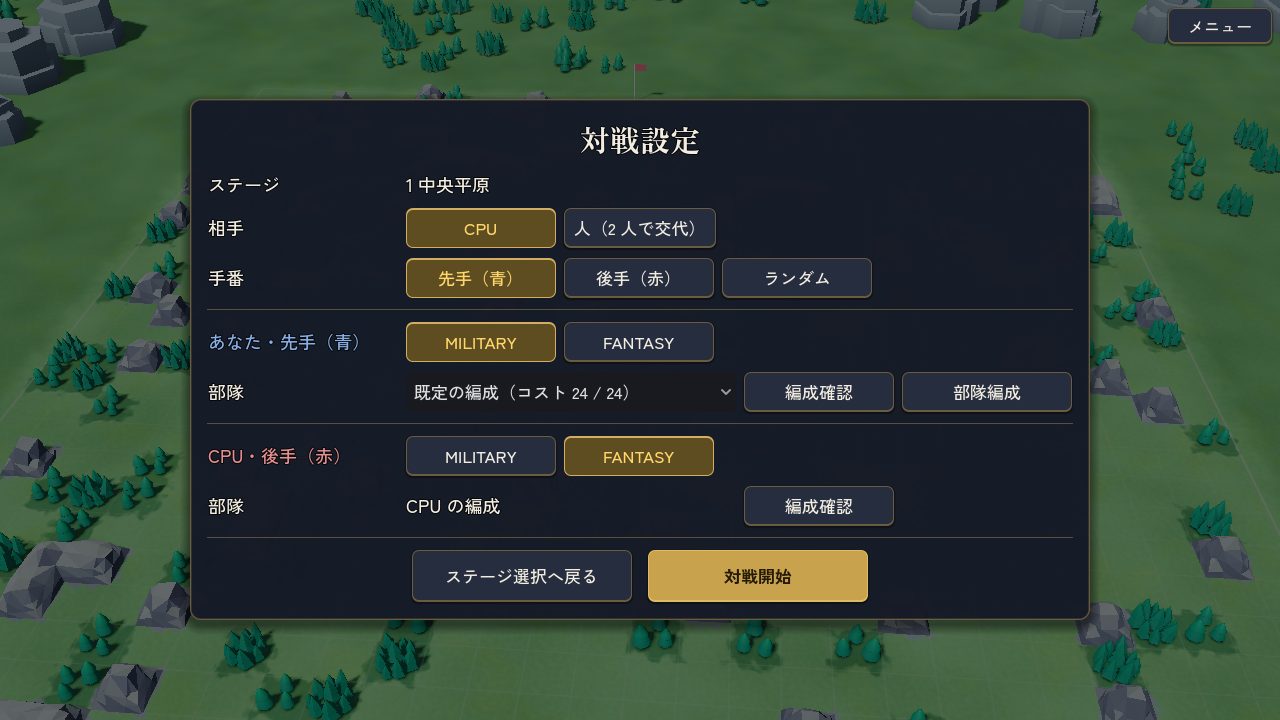 メニュー
対戦設定
ステージ 1 中央平原
相手 CPU 人（2 人で交代）
手番 先手（青） 後手（赤） ランダム
あなた・先手（青） MILITARY FANTASY
部隊 既定の編成（コスト 24 / 24） 編成確認 部隊編成
CPU・後手（赤） MILITARY FANTASY
部隊 CPU の編成 編成確認
ステージ選択へ戻る 対戦開始